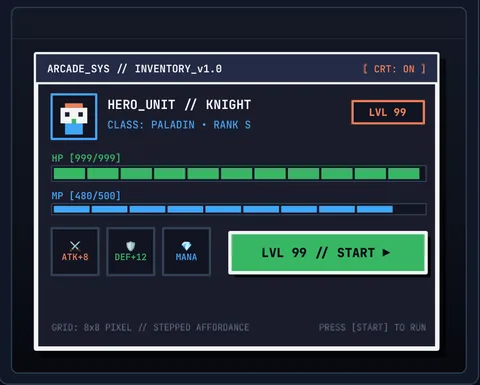 ARCADE_SYS // INVENTORY_v1.0
[ CRT: ON ]
HERO_UNIT // KNIGHT
CLASS: PALADIN • RANK S
LVL 99
HP [999/999]
MP [480/500]
ATK+8
DEF+12
MANA
LVL 99 // START ►
GRID: 8x8 PIXEL // STEPPED AFFORDANCE
PRESS [START] TO RUN